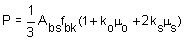 P = 1/3 A_bs f_bk (1 + k_o μ_o + 2k_s μ_s)